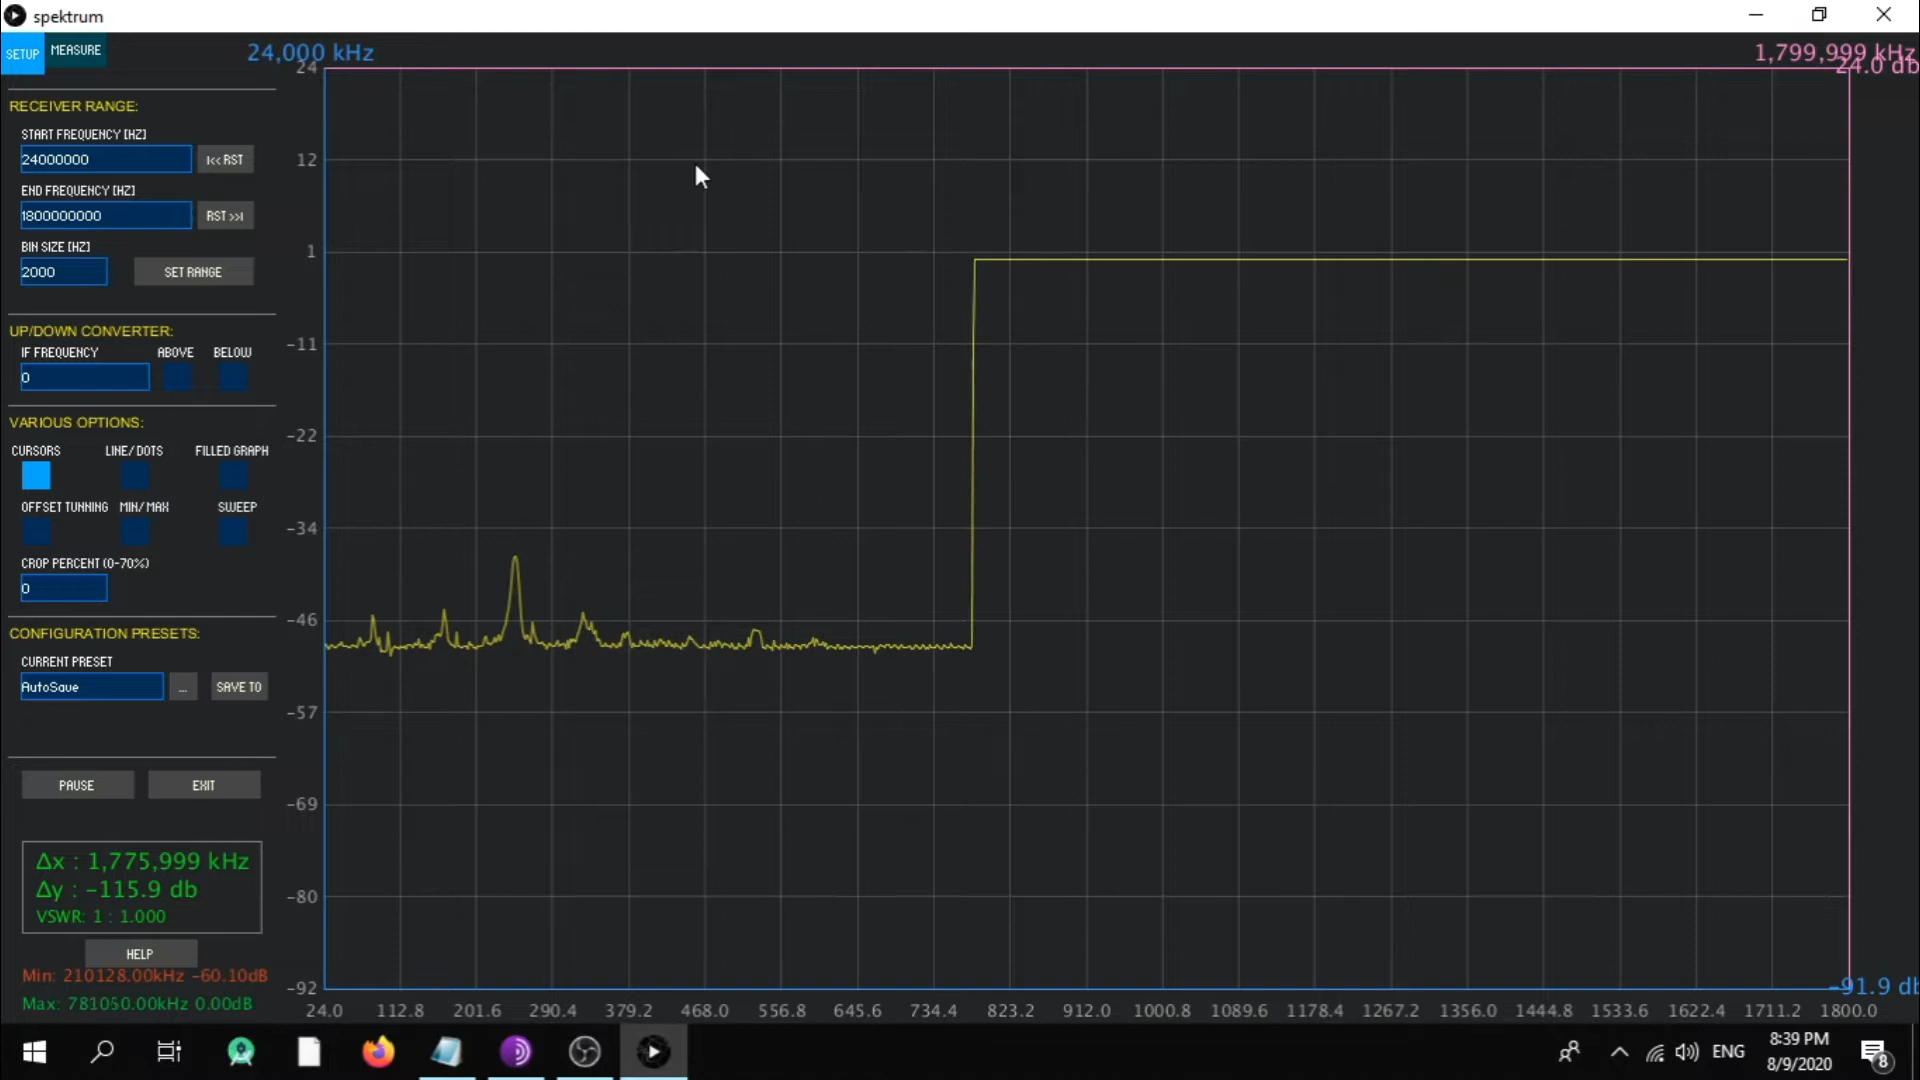 spektrum
SETUP
MEASURE
24,000 kHz
1,799,999 kHz
24.0 db
RECEIVER RANGE:
START FREQUENCY [HZ]
24000000
|<< RST
END FREQUENCY [HZ]
1800000000
RST >>|
BIN SIZE [HZ]
2000
SET RANGE
UP/DOWN CONVERTER:
IF FREQUENCY
ABOVE
BELOW
0
VARIOUS OPTIONS:
CURSORS
LINE/DOTS
FILLED GRAPH
OFFSET TUNNING
MIN/MAX
SWEEP
CROP PERCENT (0-70%)
0
CONFIGURATION PRESETS:
CURRENT PRESET
AutoSave
...
SAVE TO
PAUSE
EXIT
Δx : 1,775,999 kHz
Δy : -115.9 db
VSWR: 1 : 1.000
HELP
Min: 210128.00kHz -60.10dB
Max: 781050.00kHz 0.00dB
24
12
1
-11
-22
-34
-46
-57
-69
-80
-92
-91.9 db
24.0 112.8 201.6 290.4 379.2 468.0 556.8 645.6 734.4 823.2 912.0 1000.8 1089.6 1178.4 1267.2 1356.0 1444.8 1533.6 1622.4 1711.2 1800.0
ENG
8:39 PM
8/9/2020
8